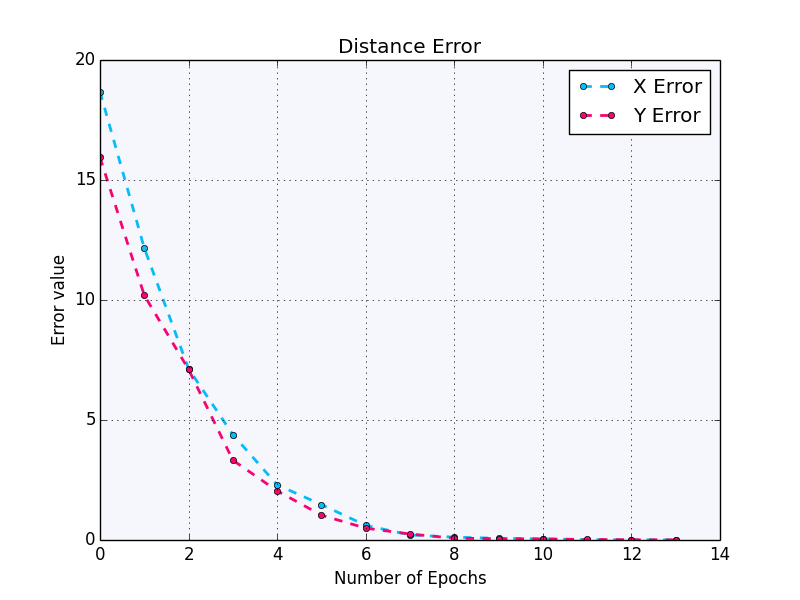 Distance Error
20
15
10
5
0
Error value
X Error
Y Error
0 2 4 6 8 10 12 14
Number of Epochs